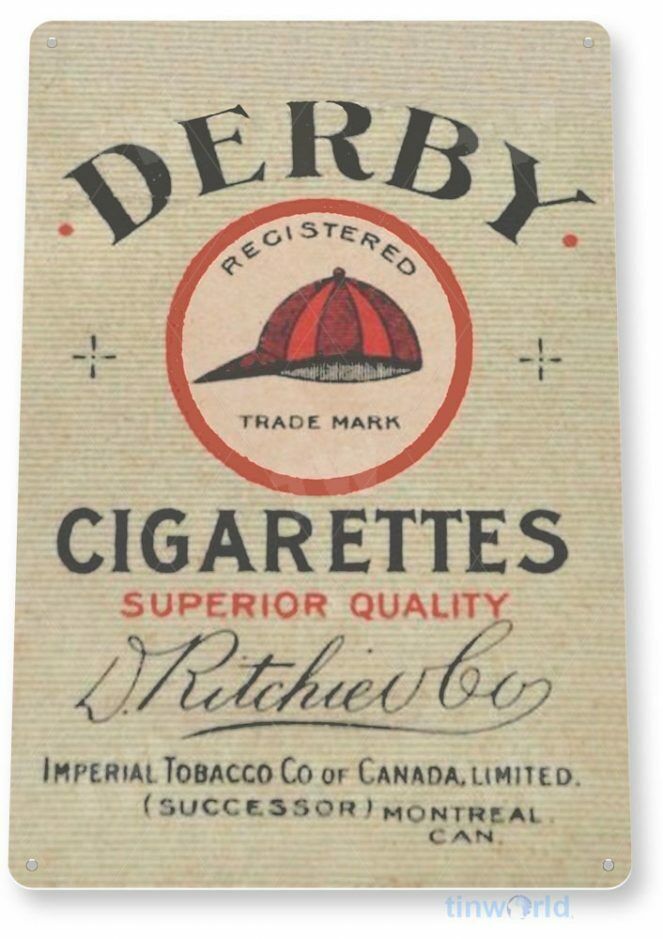 DERBY
REGISTERED
TRADE MARK
CIGARETTES
SUPERIOR QUALITY
D. Ritchie & Co
IMPERIAL TOBACCO CO OF CANADA, LIMITED.
(SUCCESSOR) MONTREAL.
CAN.
tinworld